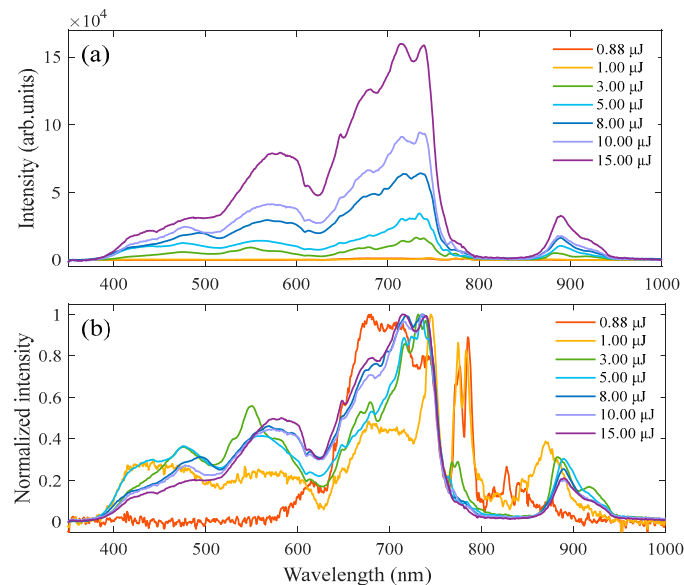 ×10⁴
(a)
15
10
5
0
Intensity (arb.units)
0.88 μJ
1.00 μJ
3.00 μJ
5.00 μJ
8.00 μJ
10.00 μJ
15.00 μJ
400 500 600 700 800 900 1000
(b)
1
0.8
0.6
0.4
0.2
0
Normalized intensity
0.88 μJ
1.00 μJ
3.00 μJ
5.00 μJ
8.00 μJ
10.00 μJ
15.00 μJ
400 500 600 700 800 900 1000
Wavelength (nm)